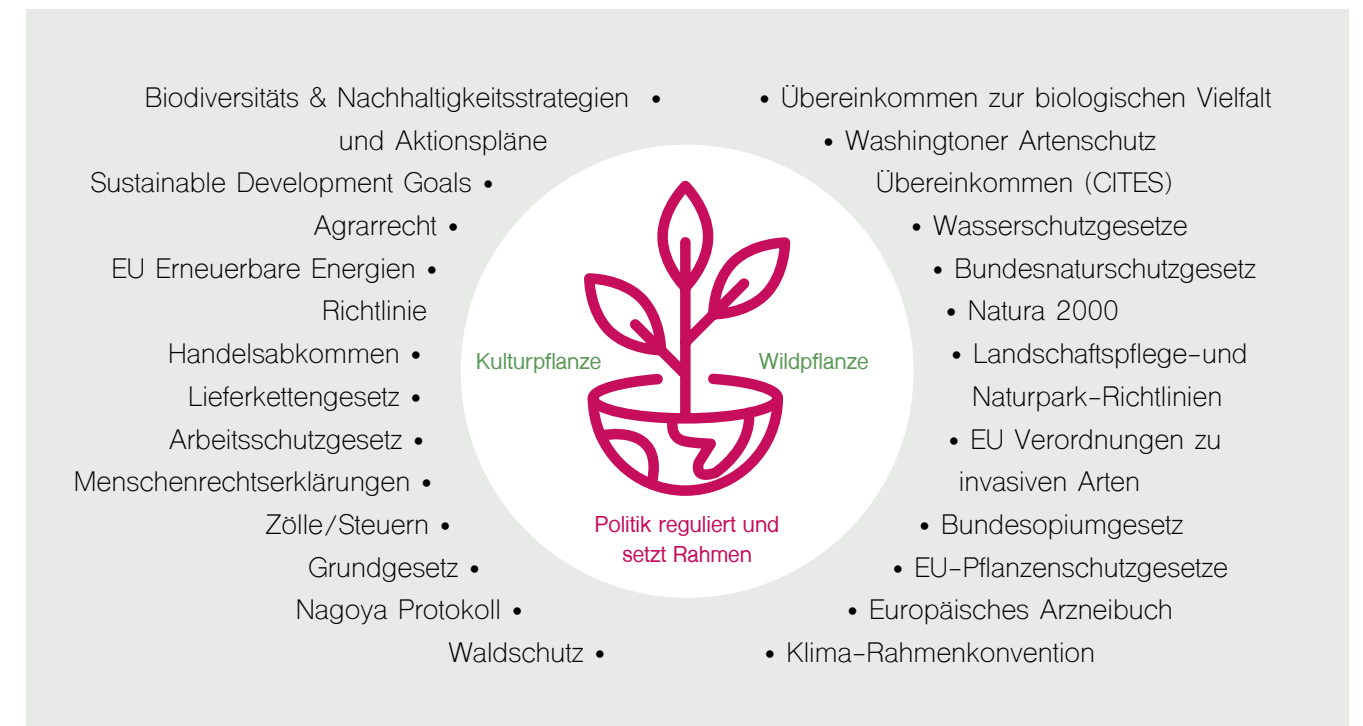 Biodiversitäts & Nachhaltigkeitsstrategien •
und Aktionspläne
Sustainable Development Goals •
Agrarrecht •
EU Erneuerbare Energien •
Richtlinie
Handelsabkommen •
Lieferkettengesetz •
Arbeitsschutzgesetz •
Menschenrechtserklärungen •
Zölle/Steuern •
Grundgesetz •
Nagoya Protokoll •
Waldschutz •
Kulturpflanze
Wildpflanze
Politik reguliert und
setzt Rahmen
• Übereinkommen zur biologischen Vielfalt
• Washingtoner Artenschutz
Übereinkommen (CITES)
• Wasserschutzgesetze
• Bundesnaturschutzgesetz
• Natura 2000
• Landschaftspflege-und
Naturpark-Richtlinien
• EU Verordnungen zu
invasiven Arten
• Bundesopiumgesetz
• EU-Pflanzenschutzgesetze
• Europäisches Arzneibuch
• Klima-Rahmenkonvention